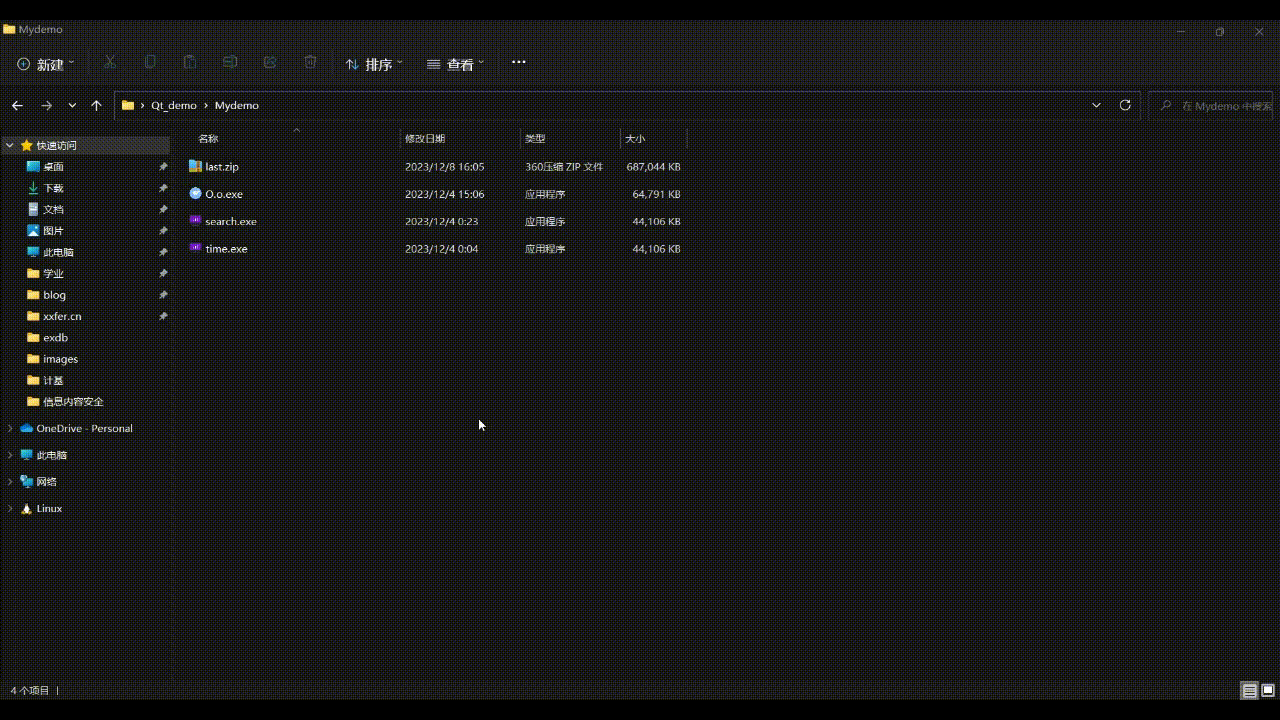 Mydemo
新建 排序 查看 ...
Qt_demo › Mydemo 在 Mydemo 中搜索
名称 修改日期 类型 大小
last.zip 2023/12/8 16:05 360压缩 ZIP 文件 687,044 KB
O.o.exe 2023/12/4 15:06 应用程序 64,791 KB
search.exe 2023/12/4 0:23 应用程序 44,106 KB
time.exe 2023/12/4 0:04 应用程序 44,106 KB
快速访问
桌面
下载
文档
图片
此电脑
学业
blog
xxfer.cn
exdb
images
计基
信息内容安全
OneDrive - Personal
此电脑
网络
Linux
4 个项目